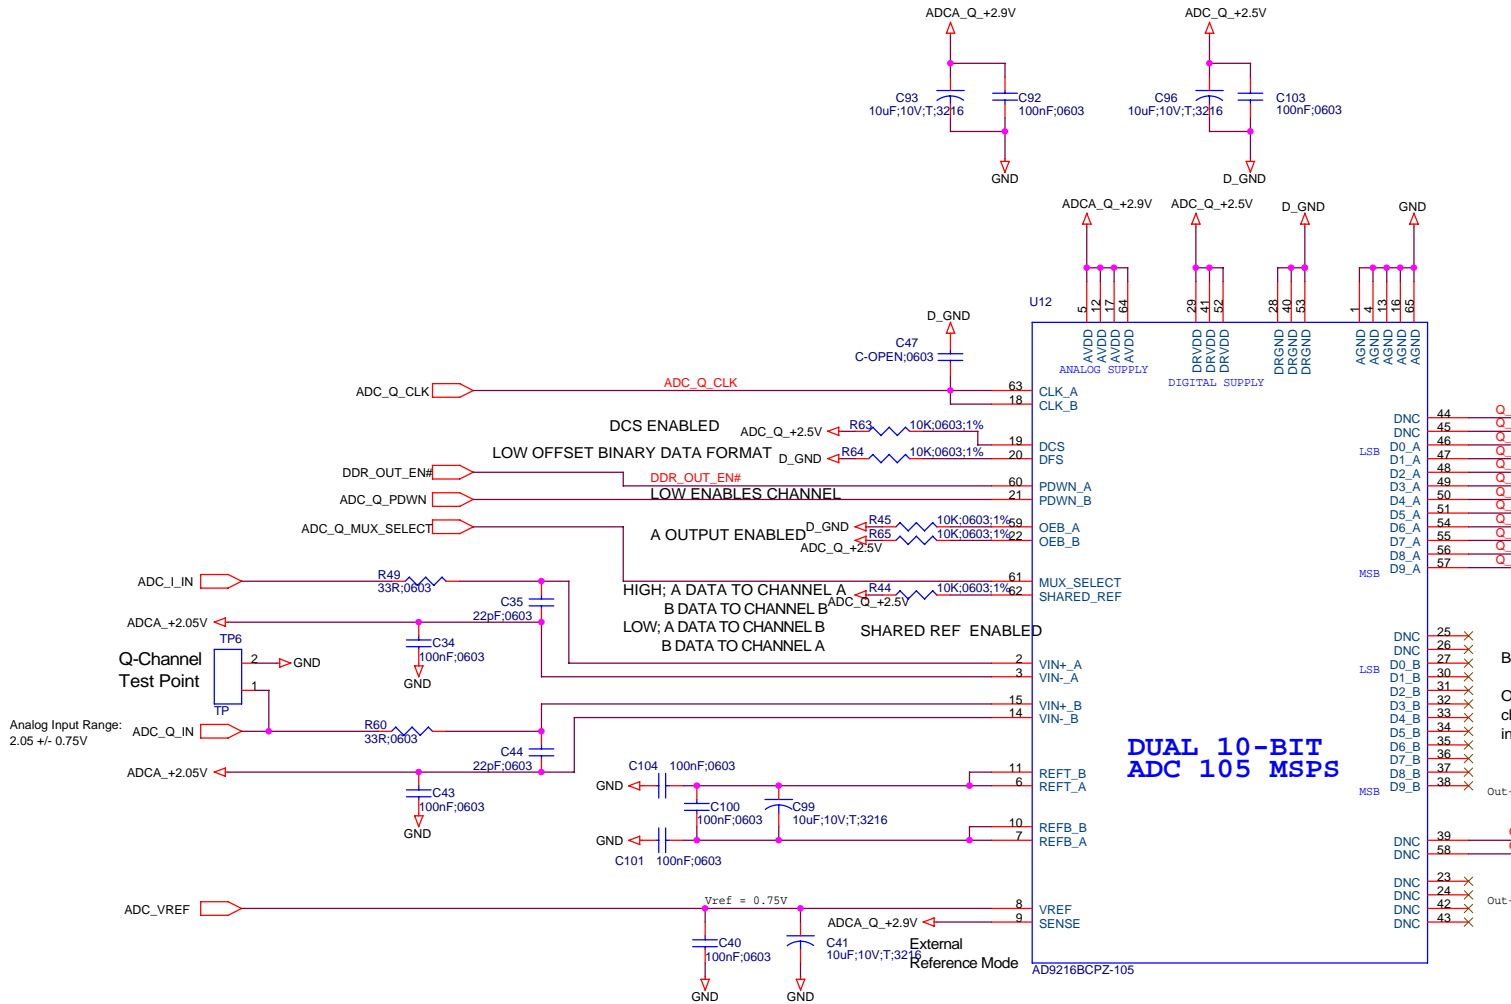 ADCA_Q_+2.9V
ADC_Q_+2.5V
C93
10uF;10V;T;3216
C92
100nF;0603
C96
10uF;10V;T;3216
C103
100nF;0603
GND
D_GND
ADCA_Q_+2.9V
ADC_Q_+2.5V
D_GND
GND
U12
5
12
17
64
29
41
52
28
40
53
1
4
13
16
65
AVDD
AVDD
AVDD
AVDD
DRVDD
DRVDD
DRVDD
DRGND
DRGND
DRGND
AGND
AGND
AGND
AGND
AGND
ANALOG SUPPLY
DIGITAL SUPPLY
D_GND
C47
C-OPEN;0603
ADC_Q_CLK
ADC_Q_CLK
63 CLK_A
18 CLK_B
DCS ENABLED
ADC_Q_+2.5V
R63
10K;0603;1%
19 DCS
LOW OFFSET BINARY DATA FORMAT
D_GND
R64
10K;0603;1%
20 DFS
DDR_OUT_EN#
DDR_OUT_EN#
60 PDWN_A
ADC_Q_PDWN
LOW ENABLES CHANNEL
21 PDWN_B
ADC_Q_MUX_SELECT
A OUTPUT ENABLED
D_GND
R45
10K;0603;1%
59 OEB_A
ADC_Q_+2.5V
R65
10K;0603;1%
22 OEB_B
ADC_I_IN
R49
33R;0603
61 MUX_SELECT
HIGH; A DATA TO CHANNEL A
B DATA TO CHANNEL B
LOW; A DATA TO CHANNEL B
B DATA TO CHANNEL A
ADC_Q_+2.5V
R44
10K;0603;1%
62 SHARED_REF
SHARED REF ENABLED
C35
22pF;0603
ADCA_+2.05V
C34
100nF;0603
GND
TP6
2
GND
1
TP
Q-Channel
Test Point
2 VIN+_A
3 VIN-_A
15 VIN+_B
14 VIN-_B
Analog Input Range:
2.05 +/- 0.75V
ADC_Q_IN
R60
33R;0603
C44
22pF;0603
ADCA_+2.05V
C43
100nF;0603
GND
C104
100nF;0603
GND
C100
100nF;0603
C99
10uF;10V;T;3216
GND
C101
100nF;0603
11 REFT_B
6 REFT_A
10 REFB_B
7 REFB_A
DUAL 10-BIT
ADC 105 MSPS
ADC_VREF
Vref = 0.75V
8 VREF
ADCA_Q_+2.9V
9 SENSE
C40
100nF;0603
C41
10uF;10V;T;3216
External
Reference Mode
GND
GND
AD9216BCPZ-105
DNC 44
DNC 45
LSB D0_A 46
D1_A 47
D2_A 48
D3_A 49
D4_A 50
D5_A 51
D6_A 54
D7_A 55
D8_A 56
MSB D9_A 57
Q_
Q_
Q_
Q_
Q_
Q_
Q_
Q_
Q_
Q_
Q_
Q_
DNC 25
DNC 26
LSB D0_B 27
D1_B 30
D2_B 31
D3_B 32
D4_B 33
D5_B 34
D6_B 35
D7_B 36
D8_B 37
MSB D9_B 38
B
O
in
Out-
DNC 39
DNC 58
DNC 23
DNC 24
DNC 42
DNC 43
Out-